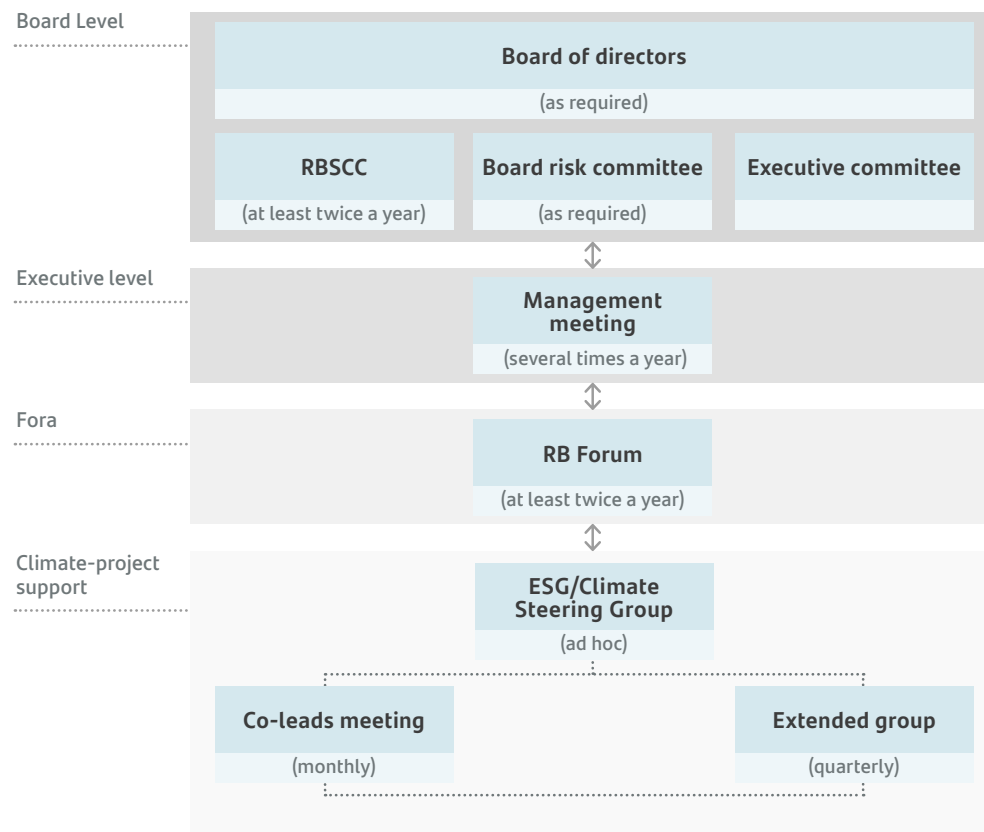 Board Level
Board of directors
(as required)
RBSCC
(at least twice a year)
Board risk committee
(as required)
Executive committee
Executive level
Management
meeting
(several times a year)
Fora
RB Forum
(at least twice a year)
Climate-project
support
ESG/Climate
Steering Group
(ad hoc)
Co-leads meeting
(monthly)
Extended group
(quarterly)